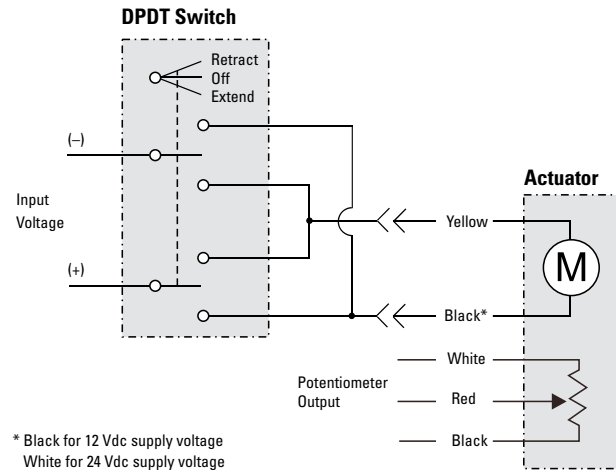 DPDT Switch
Retract
Off
Extend
(–)
Input
Voltage
(+)
Actuator
Yellow
M
Black*
White
Potentiometer
Output
Red
Black
* Black for 12 Vdc supply voltage
White for 24 Vdc supply voltage